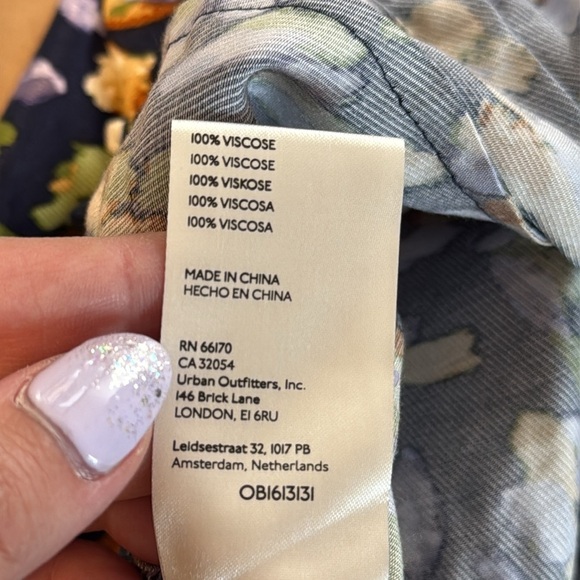 100% VISCOSE
100% VISCOSE
100% VISKOSE
100% VISCOSA
100% VISCOSA
MADE IN CHINA
HECHO EN CHINA
RN 66170
CA 32054
Urban Outfitters, Inc.
146 Brick Lane
LONDON, E1 6RU
Leidsestraat 32, 1017 PB
Amsterdam, Netherlands
OB1613131